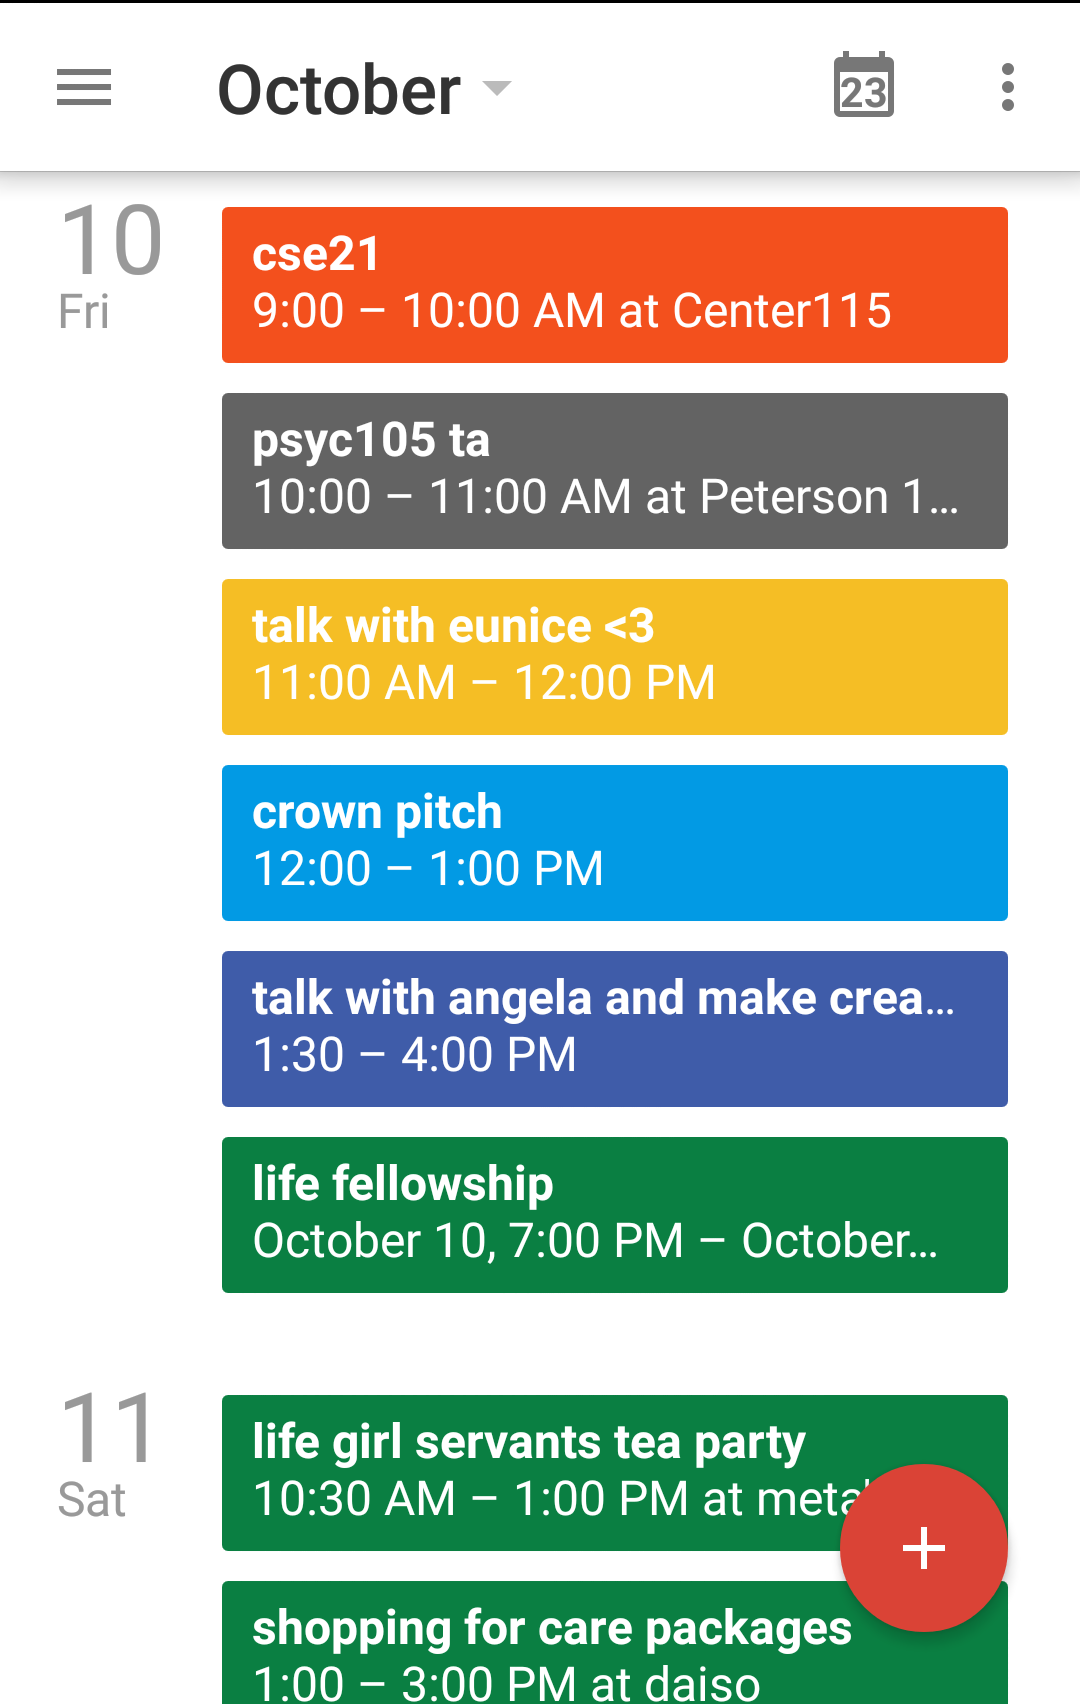 October
23
10
Fri
cse21
9:00 – 10:00 AM at Center115
psyc105 ta
10:00 – 11:00 AM at Peterson 1...
talk with eunice <3
11:00 AM – 12:00 PM
crown pitch
12:00 – 1:00 PM
talk with angela and make crea...
1:30 – 4:00 PM
life fellowship
October 10, 7:00 PM – October...
11
Sat
life girl servants tea party
10:30 AM – 1:00 PM at
shopping for care packages
1:00 – 3:00 PM at daiso